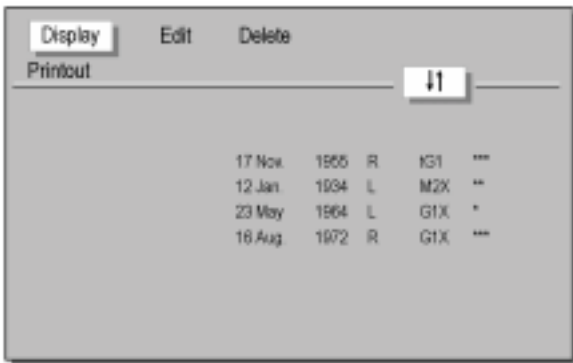 Display Edit Delete
Printout
↓↑
17 Nov. 1955 R tG1 ***
12 Jan. 1934 L M2X **
23 May 1964 L G1X *
16 Aug. 1972 R G1X ***